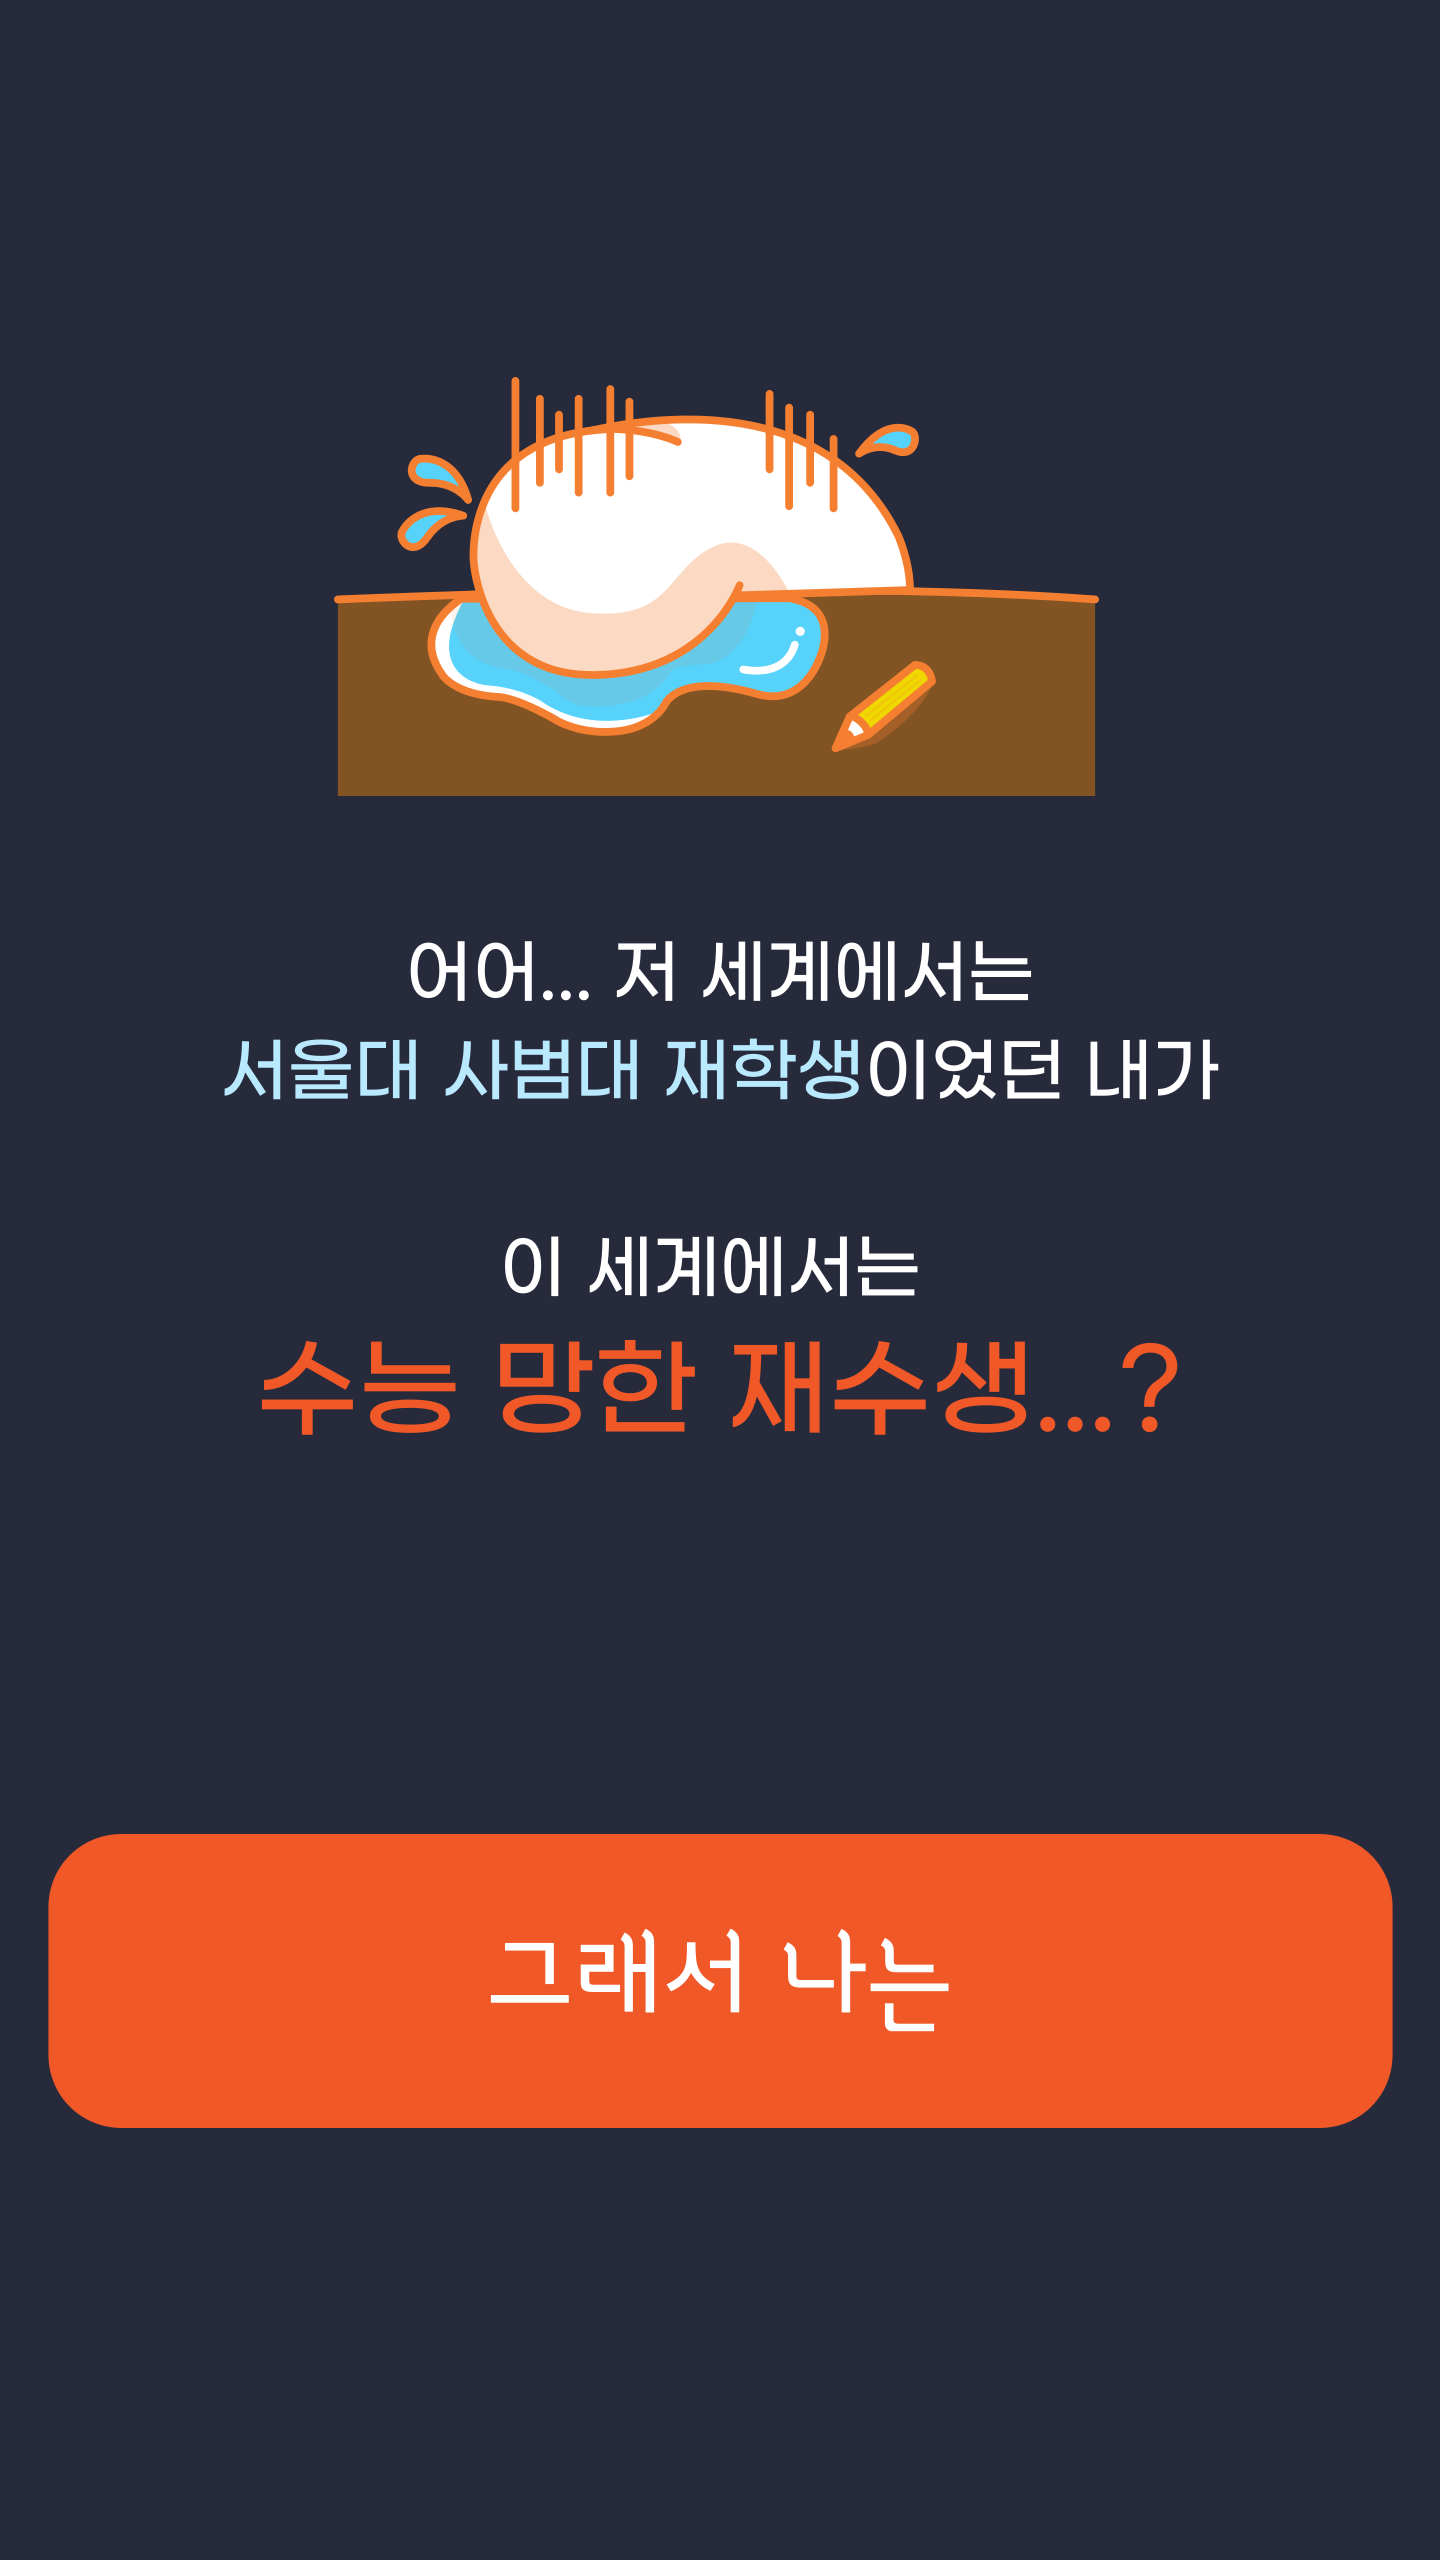 어어... 저 세계에서는
서울대 사범대 재학생이었던 내가
이 세계에서는
수능 망한 재수생...?
그래서 나는